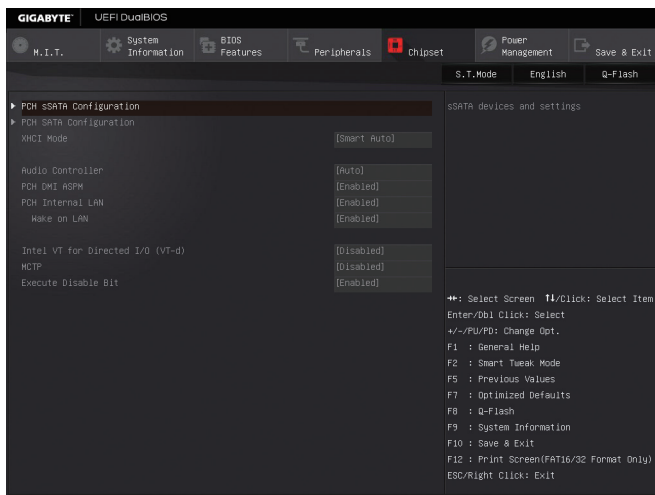 GIGABYTE™ UEFI DualBIOS
M.I.T. System Information BIOS Features Peripherals Chipset Power Management Save & Exit
S.T.Mode English Q-Flash
PCH sSATA Configuration
PCH SATA Configuration
XHCI Mode [Smart Auto]
Audio Controller [Auto]
PCH DMI ASPM [Enabled]
PCH Internal LAN [Enabled]
Wake on LAN [Enabled]
Intel VT for Directed I/O (VT-d) [Disabled]
MCTP [Disabled]
Execute Disable Bit [Enabled]
sSATA devices and settings
→←: Select Screen ↑↓/Click: Select Item
Enter/Dbl Click: Select
+/-/PU/PD: Change Opt.
F1 : General Help
F2 : Smart Tweak Mode
F5 : Previous Values
F7 : Optimized Defaults
F8 : Q-Flash
F9 : System Information
F10 : Save & Exit
F12 : Print Screen(FAT16/32 Format Only)
ESC/Right Click: Exit